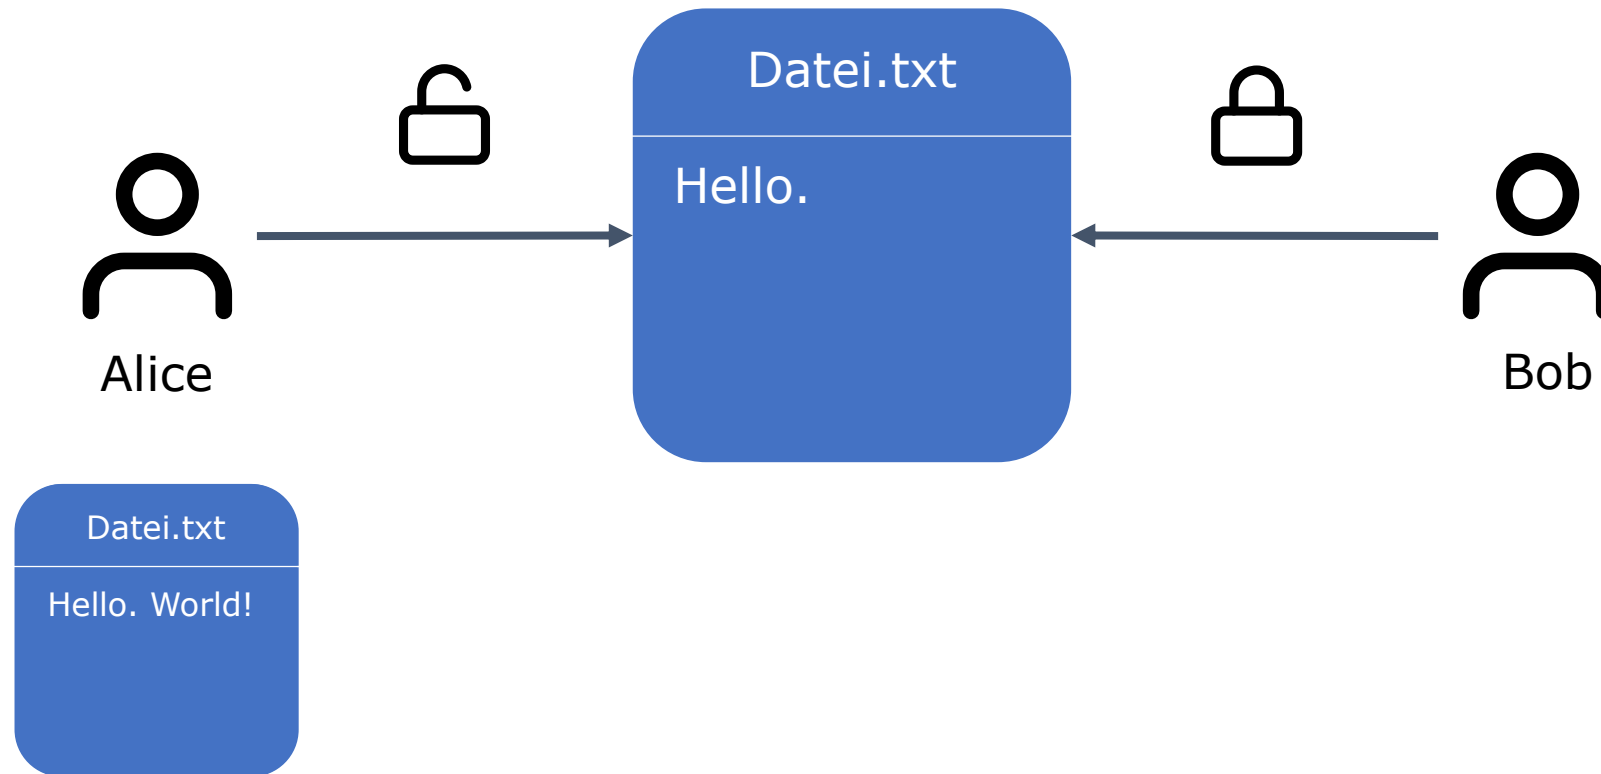 Datei.txt
Hello.
Alice
Bob
Datei.txt
Hello. World!